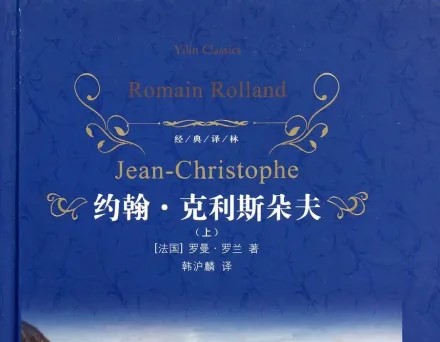 Yilin Classics
Romain Rolland
经/典/译/林
Jean-Christophe
约翰·克利斯朵夫
(上)
[法国] 罗曼·罗兰 著
韩沪麟 译